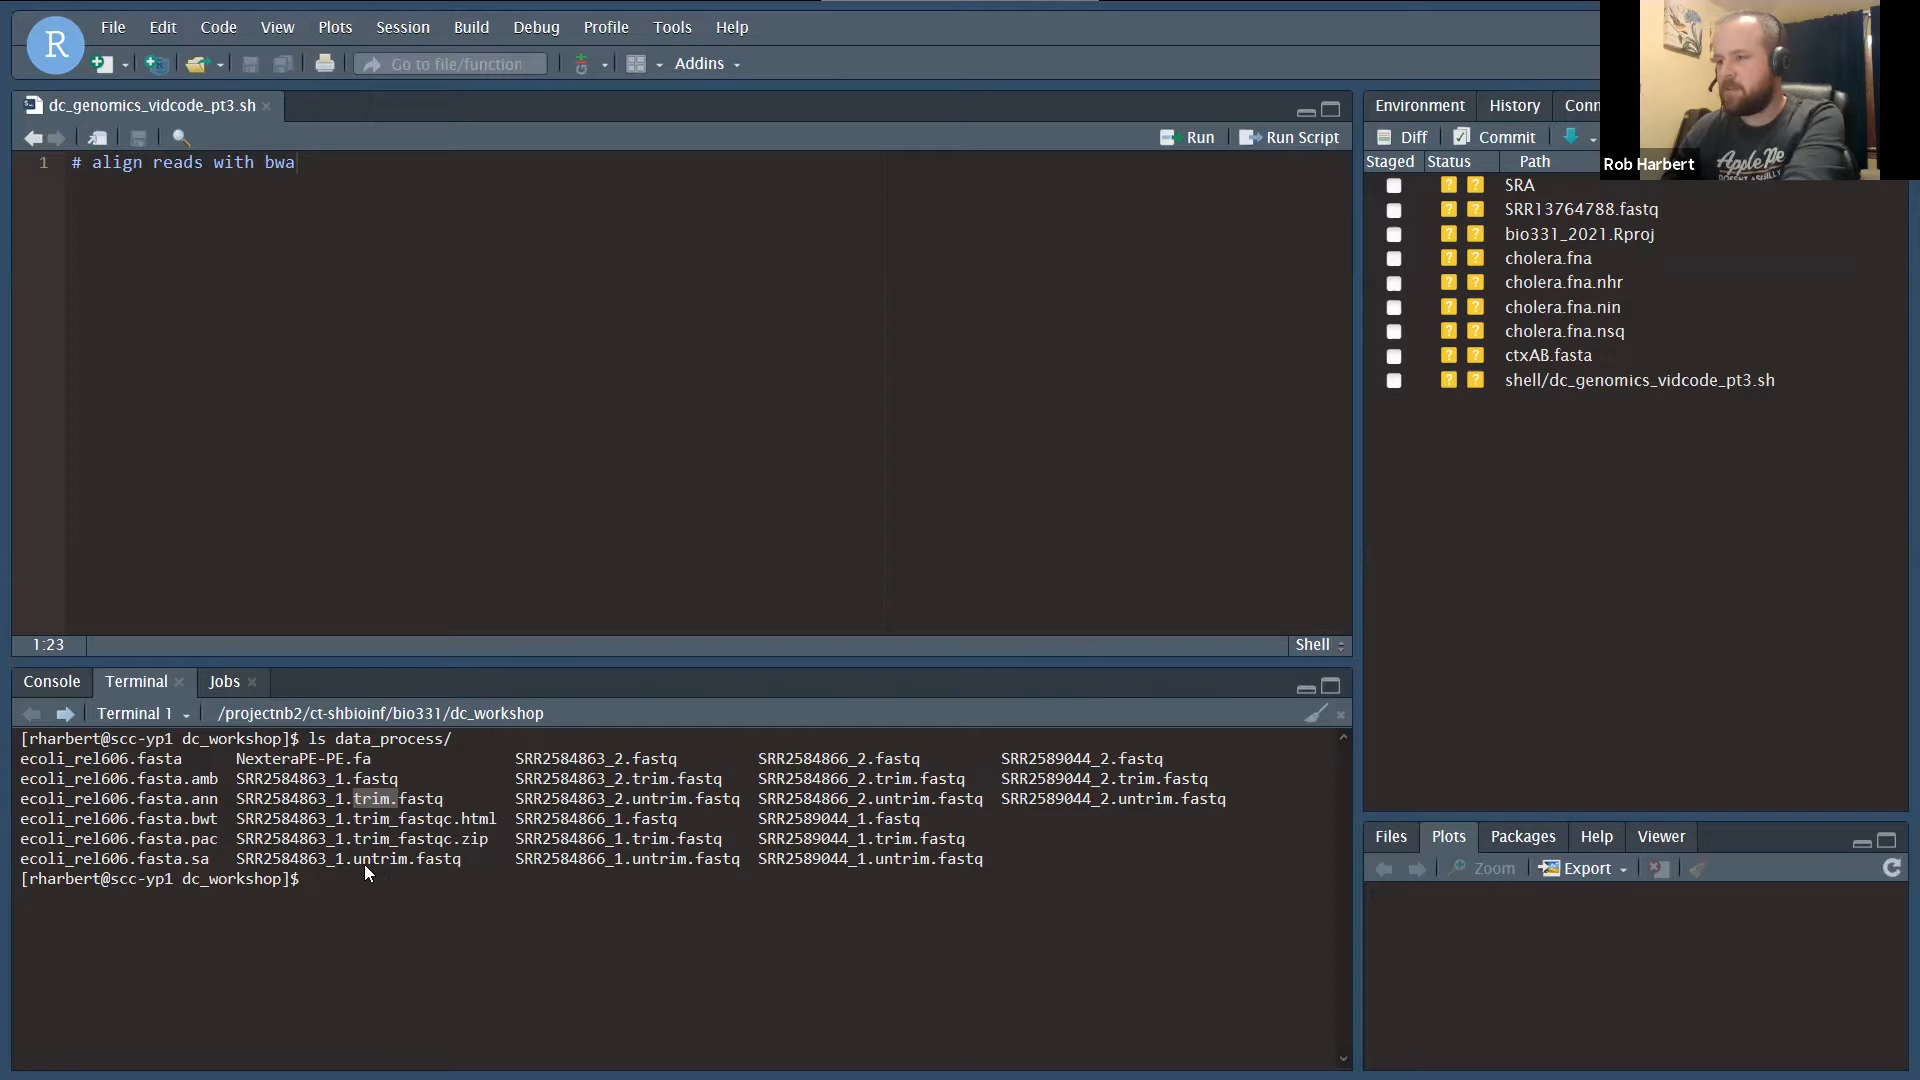 R
File Edit Code View Plots Session Build Debug Profile Tools Help
Go to file/function
Addins
dc_genomics_vidcode_pt3.sh
Run Run Script
1 # align reads with bwa
1:23 Shell
Console Terminal Jobs
Terminal 1 /projectnb2/ct-shbioinf/bio331/dc_workshop
[rharbert@scc-yp1 dc_workshop]$ ls data_process/
ecoli_rel606.fasta NexteraPE-PE.fa SRR2584863_2.fastq SRR2584866_2.fastq SRR2589044_2.fastq
ecoli_rel606.fasta.amb SRR2584863_1.fastq SRR2584863_2.trim.fastq SRR2584866_2.trim.fastq SRR2589044_2.trim.fastq
ecoli_rel606.fasta.ann SRR2584863_1.trim.fastq SRR2584863_2.untrim.fastq SRR2584866_2.untrim.fastq SRR2589044_2.untrim.fastq
ecoli_rel606.fasta.bwt SRR2584863_1.trim_fastqc.html SRR2584866_1.fastq SRR2589044_1.fastq
ecoli_rel606.fasta.pac SRR2584863_1.trim_fastqc.zip SRR2584866_1.trim.fastq SRR2589044_1.trim.fastq
ecoli_rel606.fasta.sa SRR2584863_1.untrim.fastq SRR2584866_1.untrim.fastq SRR2589044_1.untrim.fastq
[rharbert@scc-yp1 dc_workshop]$
Environment History Conn
Diff Commit
Staged Status Path
SRA
SRR13764788.fastq
bio331_2021.Rproj
cholera.fna
cholera.fna.nhr
cholera.fna.nin
cholera.fna.nsq
ctxAB.fasta
shell/dc_genomics_vidcode_pt3.sh
Files Plots Packages Help Viewer
Zoom Export
Rob Harbert
Apple Pe